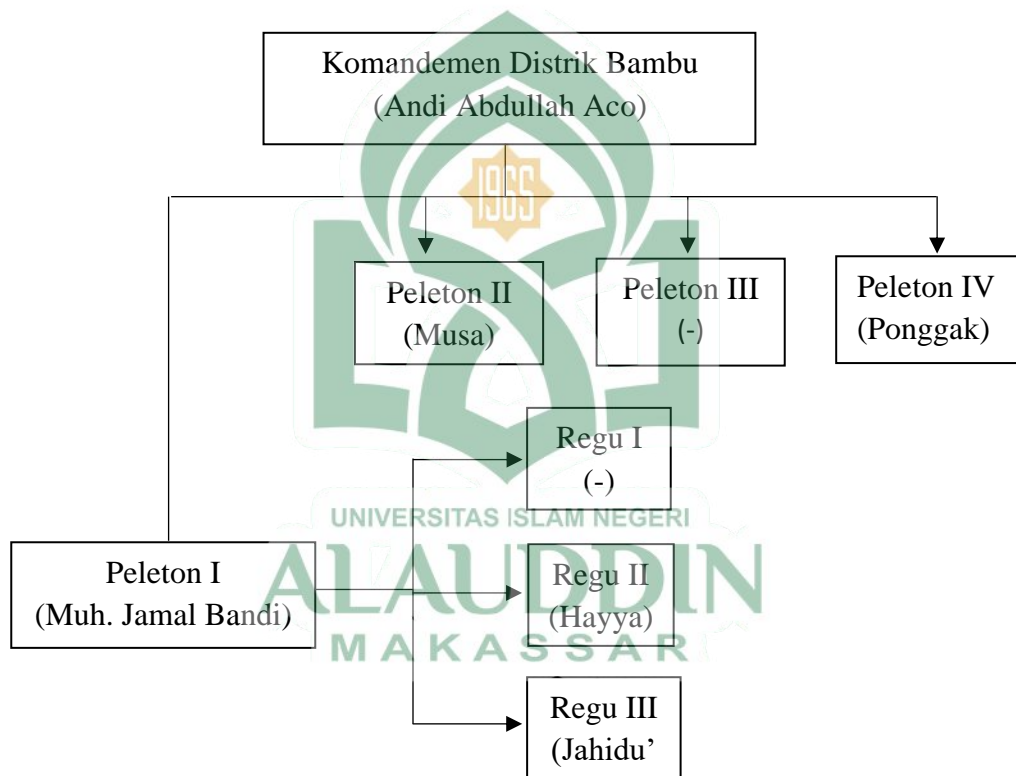 Komandemen Distrik Bambu
(Andi Abdullah Aco)
1965
Peleton II
(Musa)
Peleton III
(-)
Peleton IV
(Ponggak)
Regu I
(-)
UNIVERSITAS ISLAM NEGERI
ALAUDDIN
MAKASSAR
Peleton I
(Muh. Jamal Bandi)
Regu II
(Hayya)
Regu III
(Jahidu’